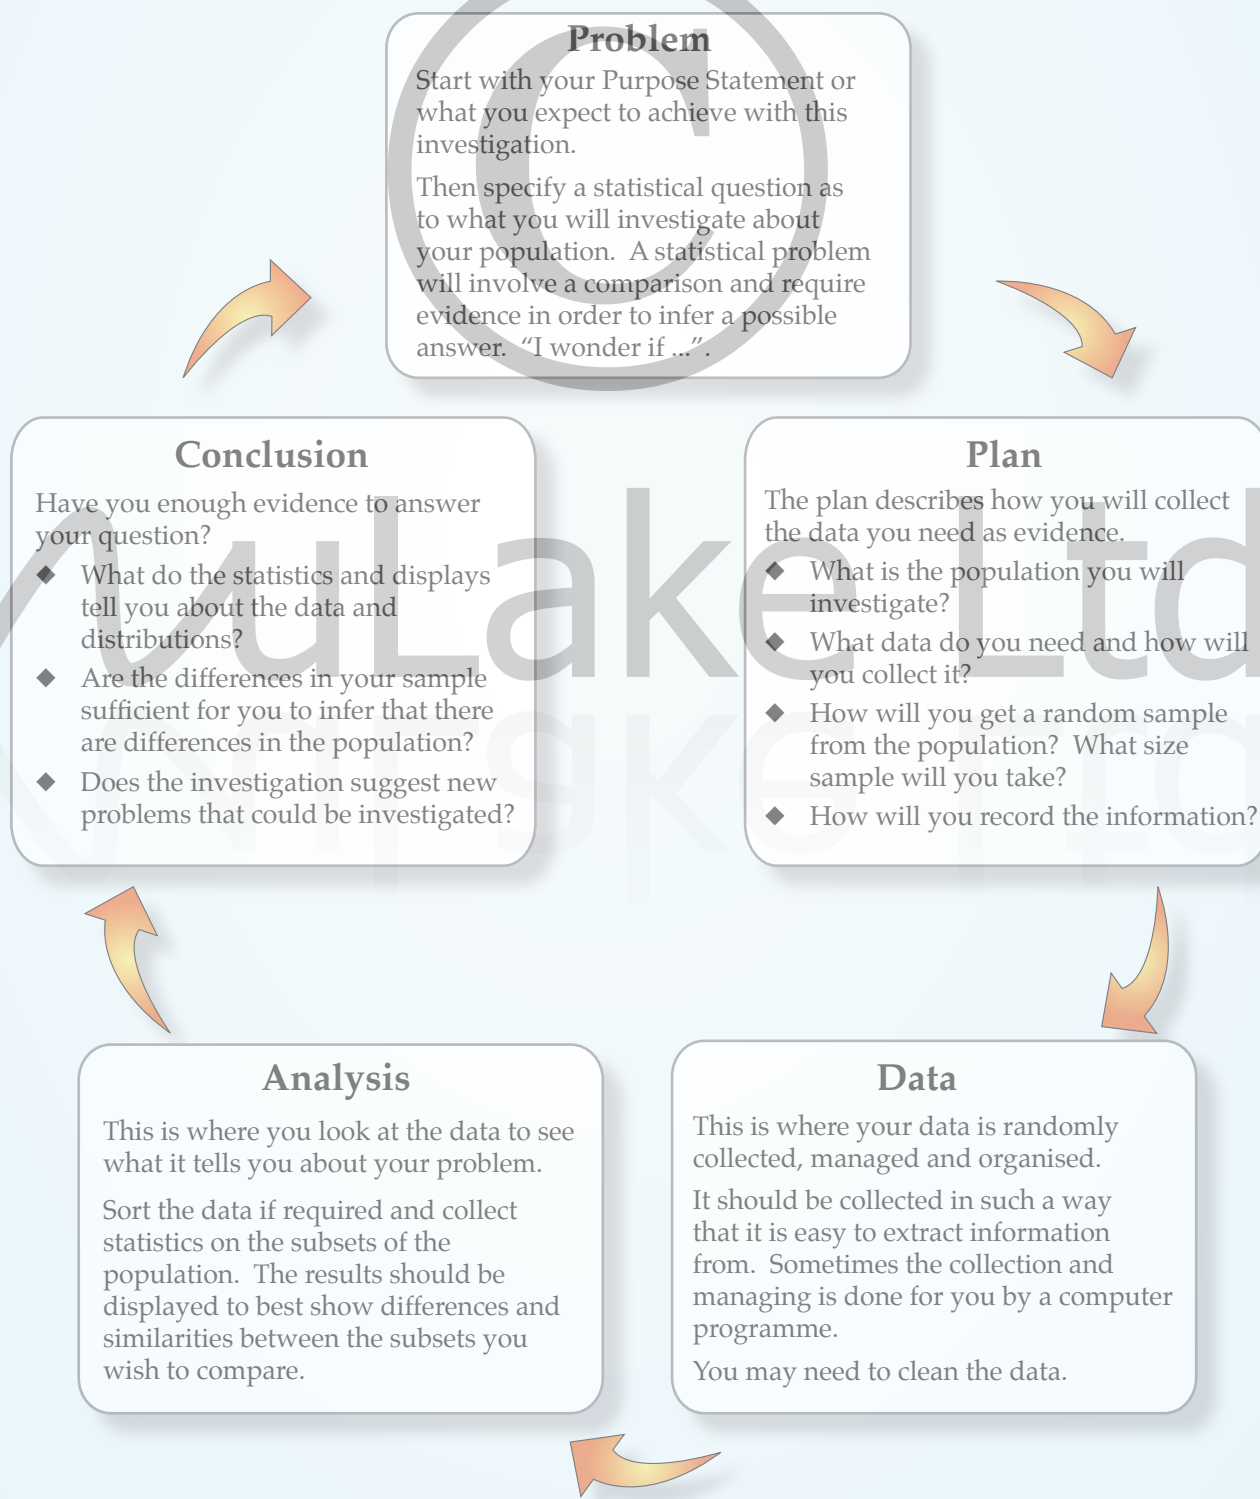 Problem
Start with your Purpose Statement or
what you expect to achieve with this
investigation.
Then specify a statistical question as
to what you will investigate about
your population. A statistical problem
will involve a comparison and require
evidence in order to infer a possible
answer. “I wonder if ...”.
Plan
The plan describes how you will collect
the data you need as evidence.
◆ What is the population you will
investigate?
◆ What data do you need and how will
you collect it?
◆ How will you get a random sample
from the population? What size
sample will you take?
◆ How will you record the information?
Data
This is where your data is randomly
collected, managed and organised.
It should be collected in such a way
that it is easy to extract information
from. Sometimes the collection and
managing is done for you by a computer
programme.
You may need to clean the data.
Analysis
This is where you look at the data to see
what it tells you about your problem.
Sort the data if required and collect
statistics on the subsets of the
population. The results should be
displayed to best show differences and
similarities between the subsets you
wish to compare.
Conclusion
Have you enough evidence to answer
your question?
◆ What do the statistics and displays
tell you about the data and
distributions?
◆ Are the differences in your sample
sufficient for you to infer that there
are differences in the population?
◆ Does the investigation suggest new
problems that could be investigated?
©
NuLake Ltd